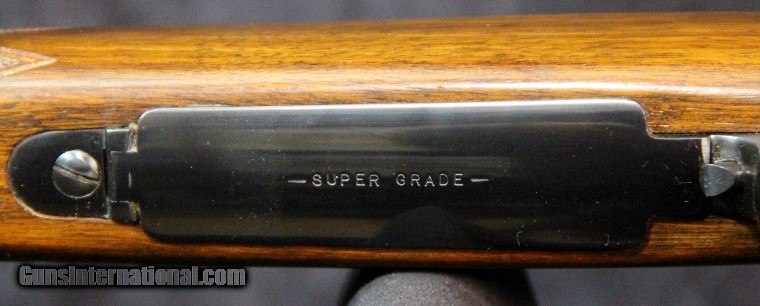 —SUPER GRADE—
GunsInternational.com